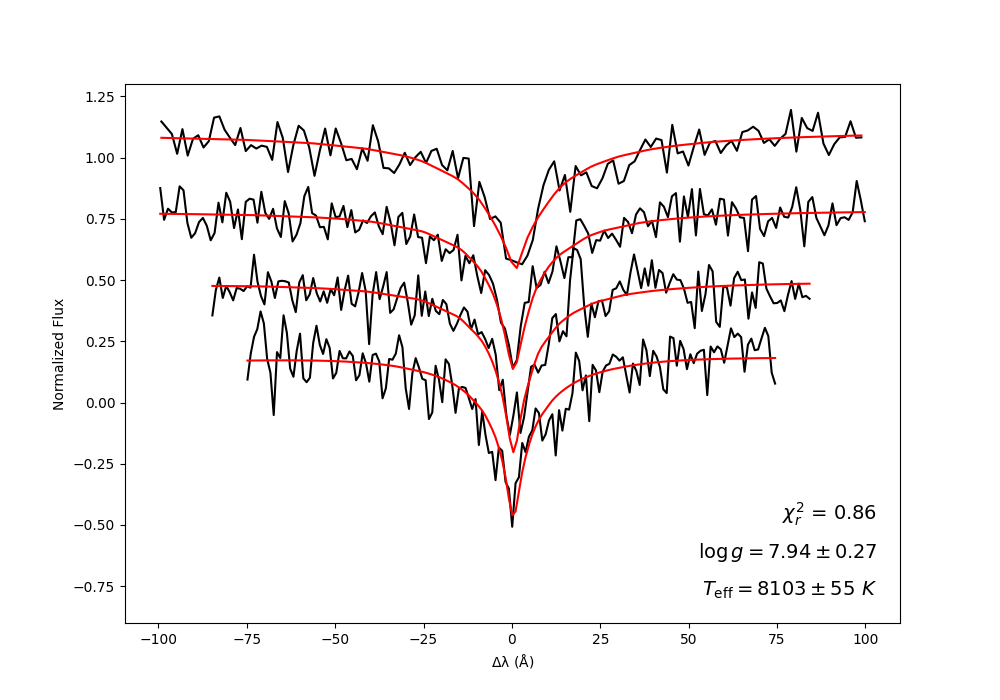 1.25
1.00
0.75
0.50
0.25
0.00
−0.25
−0.50
−0.75
Normalized Flux
χ²ᵣ = 0.86
log g = 7.94 ± 0.27
T_eff = 8103 ± 55 K
−100 −75 −50 −25 0 25 50 75 100
Δλ (Å)